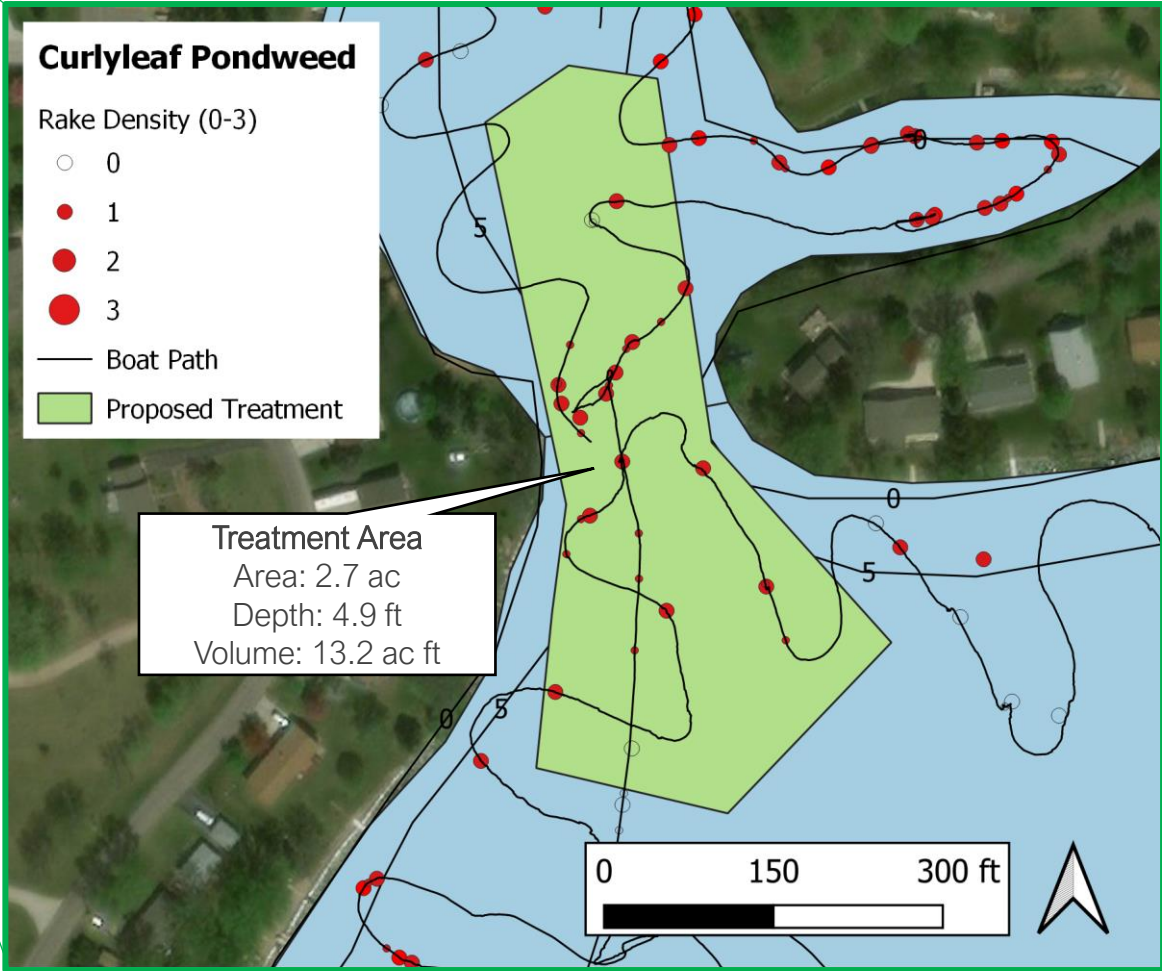 Curlyleaf Pondweed
Rake Density (0-3)
0
1
2
3
Boat Path
Proposed Treatment
0
5
Treatment Area
Area: 2.7 ac
Depth: 4.9 ft
Volume: 13.2 ac ft
0
5
0
5
0 150 300 ft